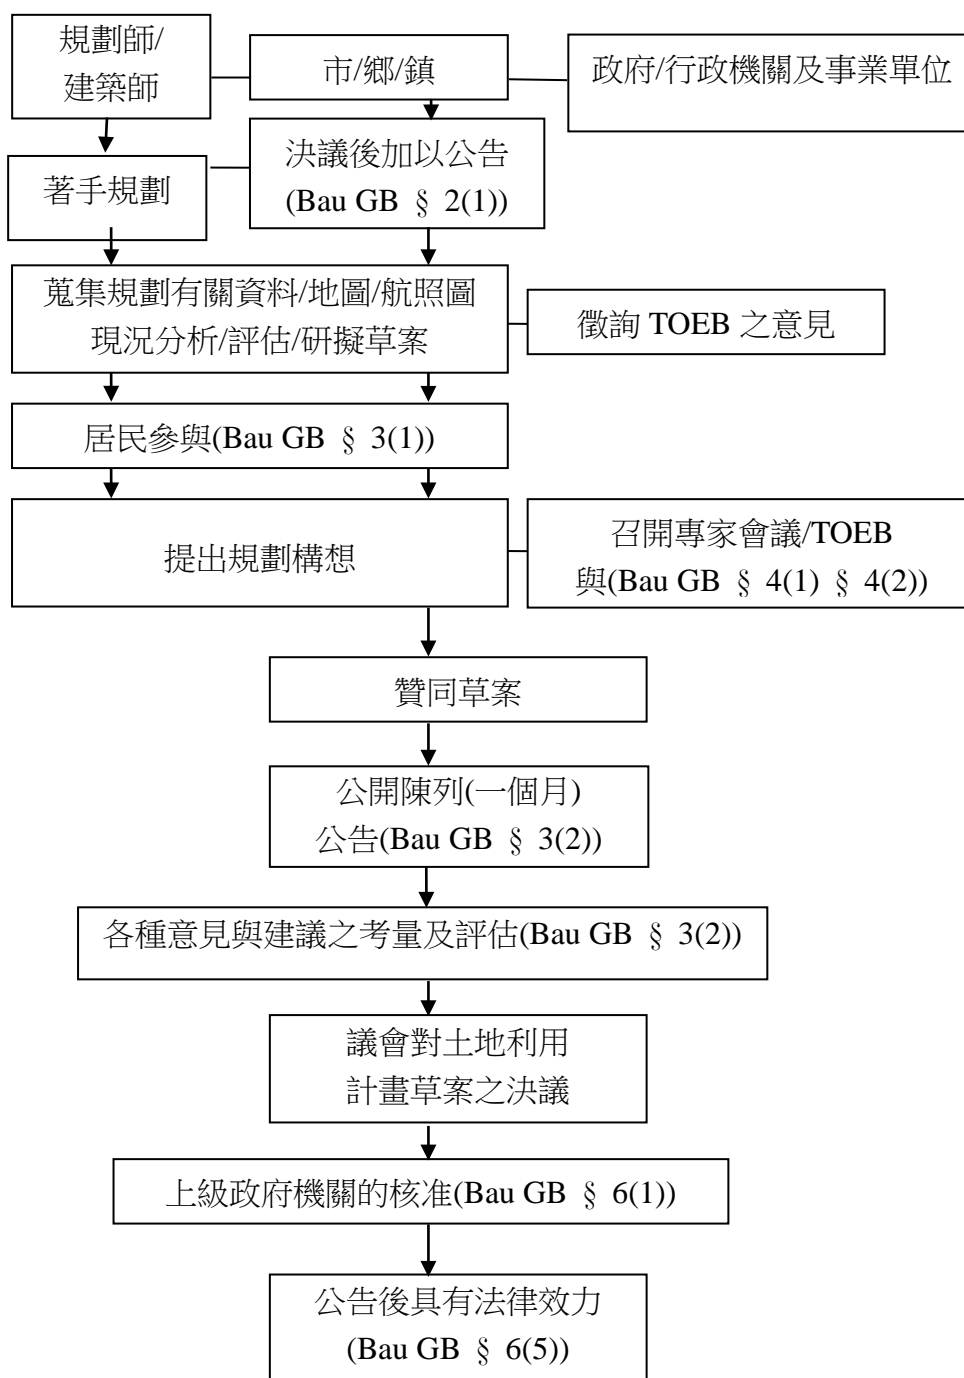 規劃師/
建築師
市/鄉/鎮
政府/行政機關及事業單位
著手規劃
決議後加以公告
(Bau GB § 2(1))
蒐集規劃有關資料/地圖/航照圖
現況分析/評估/研擬草案
徵詢 TOEB 之意見
居民參與(Bau GB § 3(1))
提出規劃構想
召開專家會議/TOEB
與(Bau GB § 4(1) § 4(2))
贊同草案
公開陳列(一個月)
公告(Bau GB § 3(2))
各種意見與建議之考量及評估(Bau GB § 3(2))
議會對土地利用
計畫草案之決議
上級政府機關的核准(Bau GB § 6(1))
公告後具有法律效力
(Bau GB § 6(5))